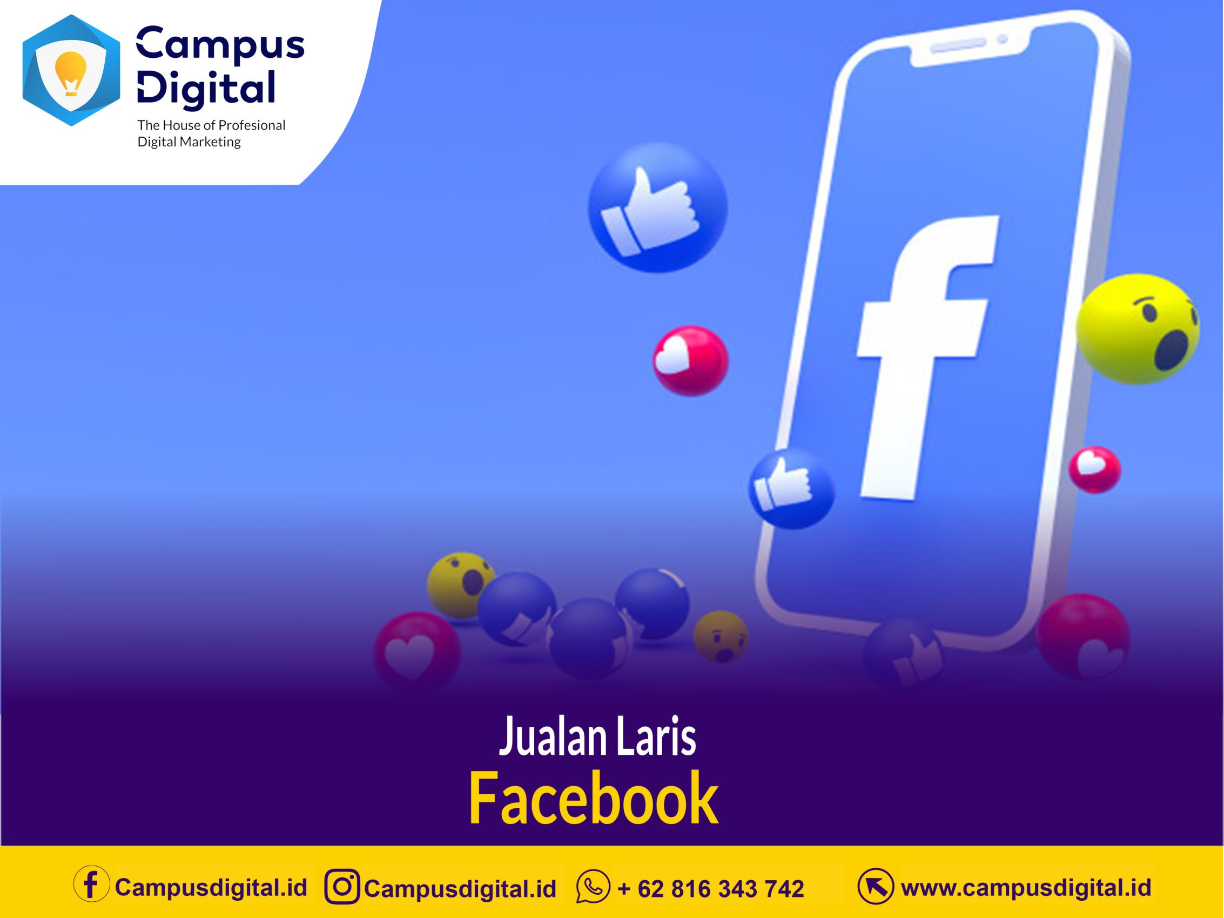 Campus
Digital
The House of Profesional
Digital Marketing
f
Jualan Laris
Facebook
Campusdigital.id
Campusdigital.id
+ 62 816 343 742
www.campusdigital.id